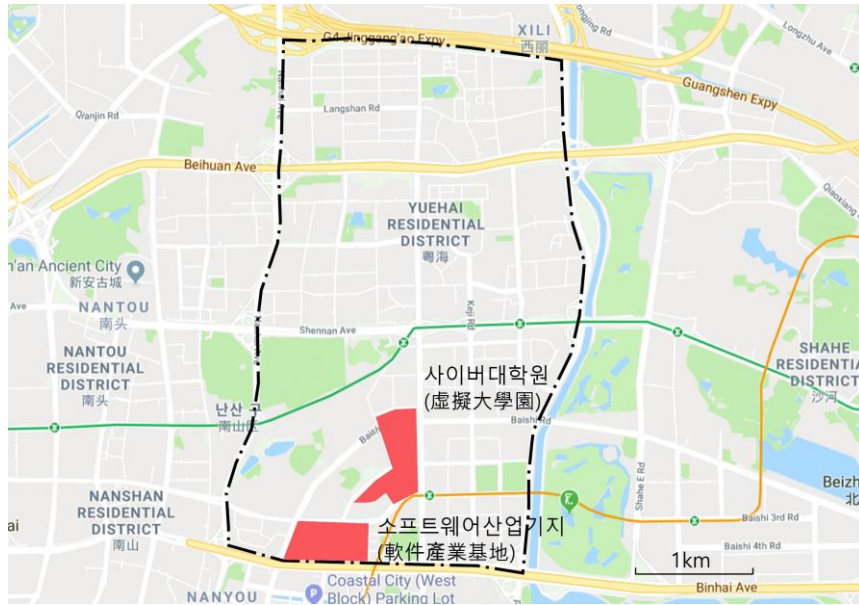 G4 Jinggang'ao Expy
XILI
西丽
Longzhu Ave
Guangshen Expy
Qianjin Rd
Langshan Rd
Beihuan Ave
YUEHAI
RESIDENTIAL
DISTRICT
粤海
Ancient City
新安古城
NANTOU
南头
Ave
Shennan Ave
Keji Rd
NANTOU
RESIDENTIAL
DISTRICT
南头
SHAHE
RESIDENTIAL
DISTRICT
沙河
난산 구
南山区
사이버대학원
(虛擬大學園)
Baishi Rd
Shahe E Rd
NANSHAN
RESIDENTIAL
DISTRICT
南山
소프트웨어산업기지
(軟件產業基地)
北
Baishi 3rd Rd
Baishi 4th Rd
1km
Binhai Ave
NANYOU
Coastal City (West
Block) Parking Lot